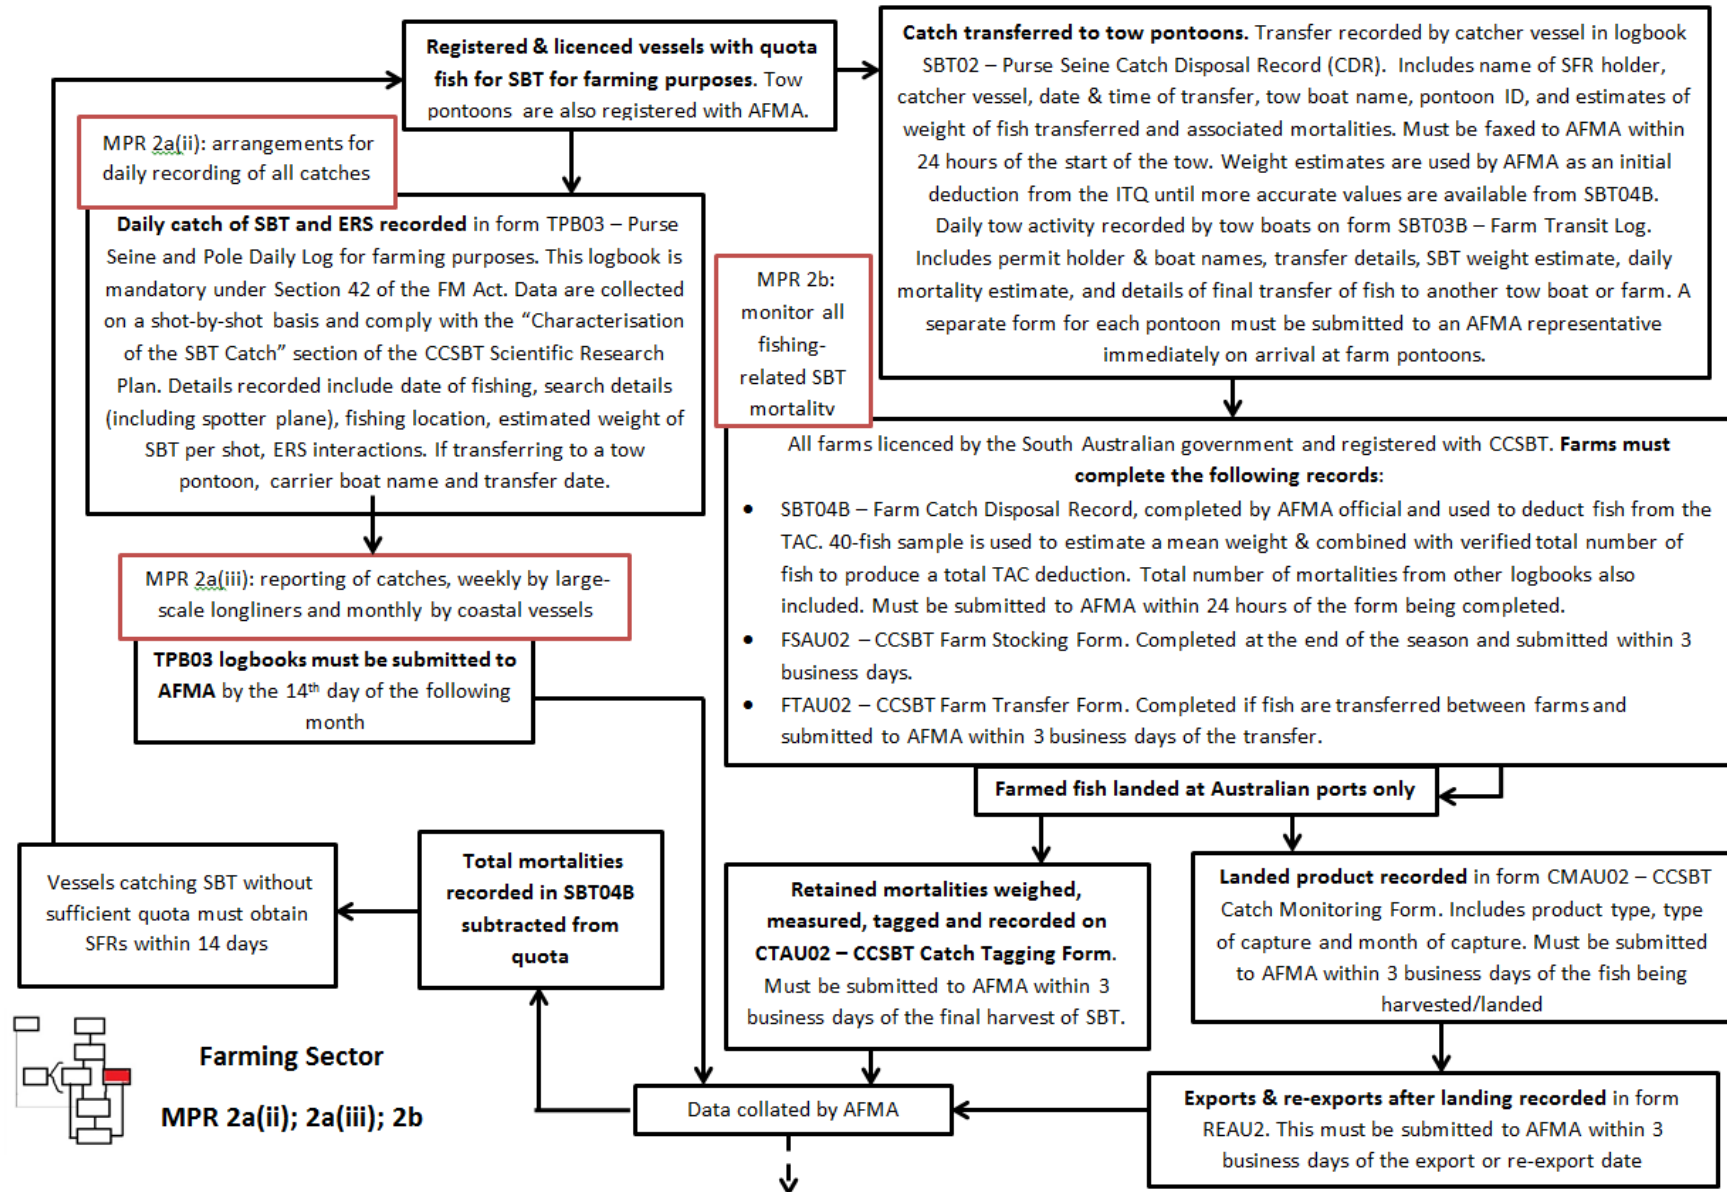 Registered & licenced vessels with quota
fish for SBT for farming purposes. Tow
pontoons are also registered with AFMA.
Catch transferred to tow pontoons. Transfer recorded by catcher vessel in logbook
SBT02 – Purse Seine Catch Disposal Record (CDR). Includes name of SFR holder,
catcher vessel, date & time of transfer, tow boat name, pontoon ID, and estimates of
weight of fish transferred and associated mortalities. Must be faxed to AFMA within
24 hours of the start of the tow. Weight estimates are used by AFMA as an initial
deduction from the ITQ until more accurate values are available from SBT04B.
Daily tow activity recorded by tow boats on form SBT03B – Farm Transit Log.
Includes permit holder & boat names, transfer details, SBT weight estimate, daily
mortality estimate, and details of final transfer of fish to another tow boat or farm. A
separate form for each pontoon must be submitted to an AFMA representative
immediately on arrival at farm pontoons.
MPR 2a(ii): arrangements for
daily recording of all catches
Daily catch of SBT and ERS recorded in form TPB03 – Purse
Seine and Pole Daily Log for farming purposes. This logbook is
mandatory under Section 42 of the FM Act. Data are collected
on a shot-by-shot basis and comply with the “Characterisation
of the SBT Catch” section of the CCSBT Scientific Research
Plan. Details recorded include date of fishing, search details
(including spotter plane), fishing location, estimated weight of
SBT per shot, ERS interactions. If transferring to a tow
pontoon, carrier boat name and transfer date.
MPR 2b:
monitor all
fishing-
related SBT
mortality
All farms licenced by the South Australian government and registered with CCSBT. Farms must
complete the following records:
• SBT04B – Farm Catch Disposal Record, completed by AFMA official and used to deduct fish from the
TAC. 40-fish sample is used to estimate a mean weight & combined with verified total number of
fish to produce a total TAC deduction. Total number of mortalities from other logbooks also
included. Must be submitted to AFMA within 24 hours of the form being completed.
• FSAU02 – CCSBT Farm Stocking Form. Completed at the end of the season and submitted within 3
business days.
• FTAU02 – CCSBT Farm Transfer Form. Completed if fish are transferred between farms and
submitted to AFMA within 3 business days of the transfer.
MPR 2a(iii): reporting of catches, weekly by large-
scale longliners and monthly by coastal vessels
TPB03 logbooks must be submitted to
AFMA by the 14th day of the following
month
Farmed fish landed at Australian ports only
Vessels catching SBT without
sufficient quota must obtain
SFRs within 14 days
Total mortalities
recorded in SBT04B
subtracted from
quota
Retained mortalities weighed,
measured, tagged and recorded on
CTAU02 – CCSBT Catch Tagging Form.
Must be submitted to AFMA within 3
business days of the final harvest of SBT.
Landed product recorded in form CMAU02 – CCSBT
Catch Monitoring Form. Includes product type, type
of capture and month of capture. Must be submitted
to AFMA within 3 business days of the fish being
harvested/landed
Farming Sector
MPR 2a(ii); 2a(iii); 2b
Data collated by AFMA
Exports & re-exports after landing recorded in form
REAU2. This must be submitted to AFMA within 3
business days of the export or re-export date